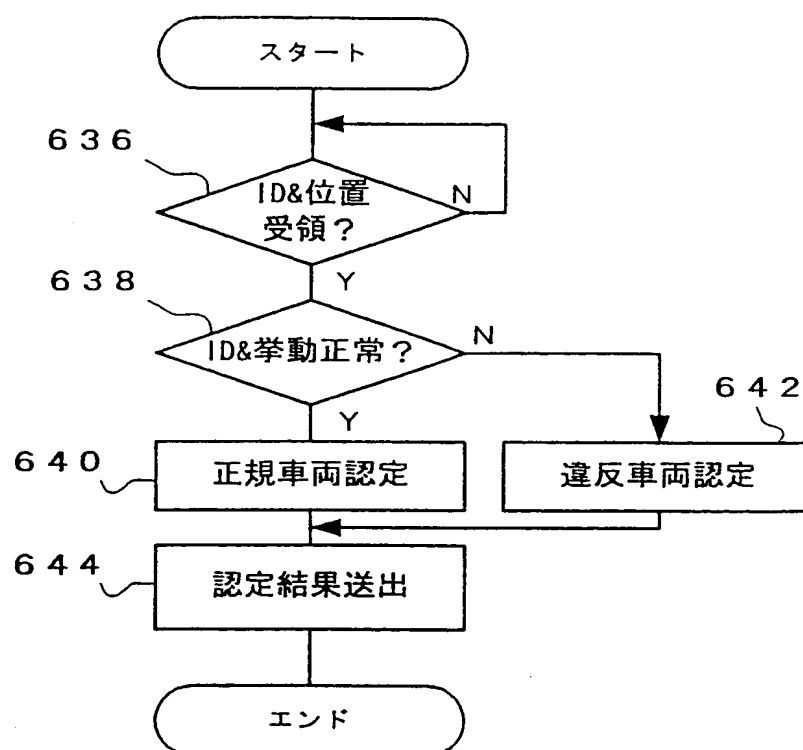 スタート
636
ID&位置
受領？
N
Y
638
ID&挙動正常？
N
Y
642
640
正規車両認定
違反車両認定
644
認定結果送出
エンド